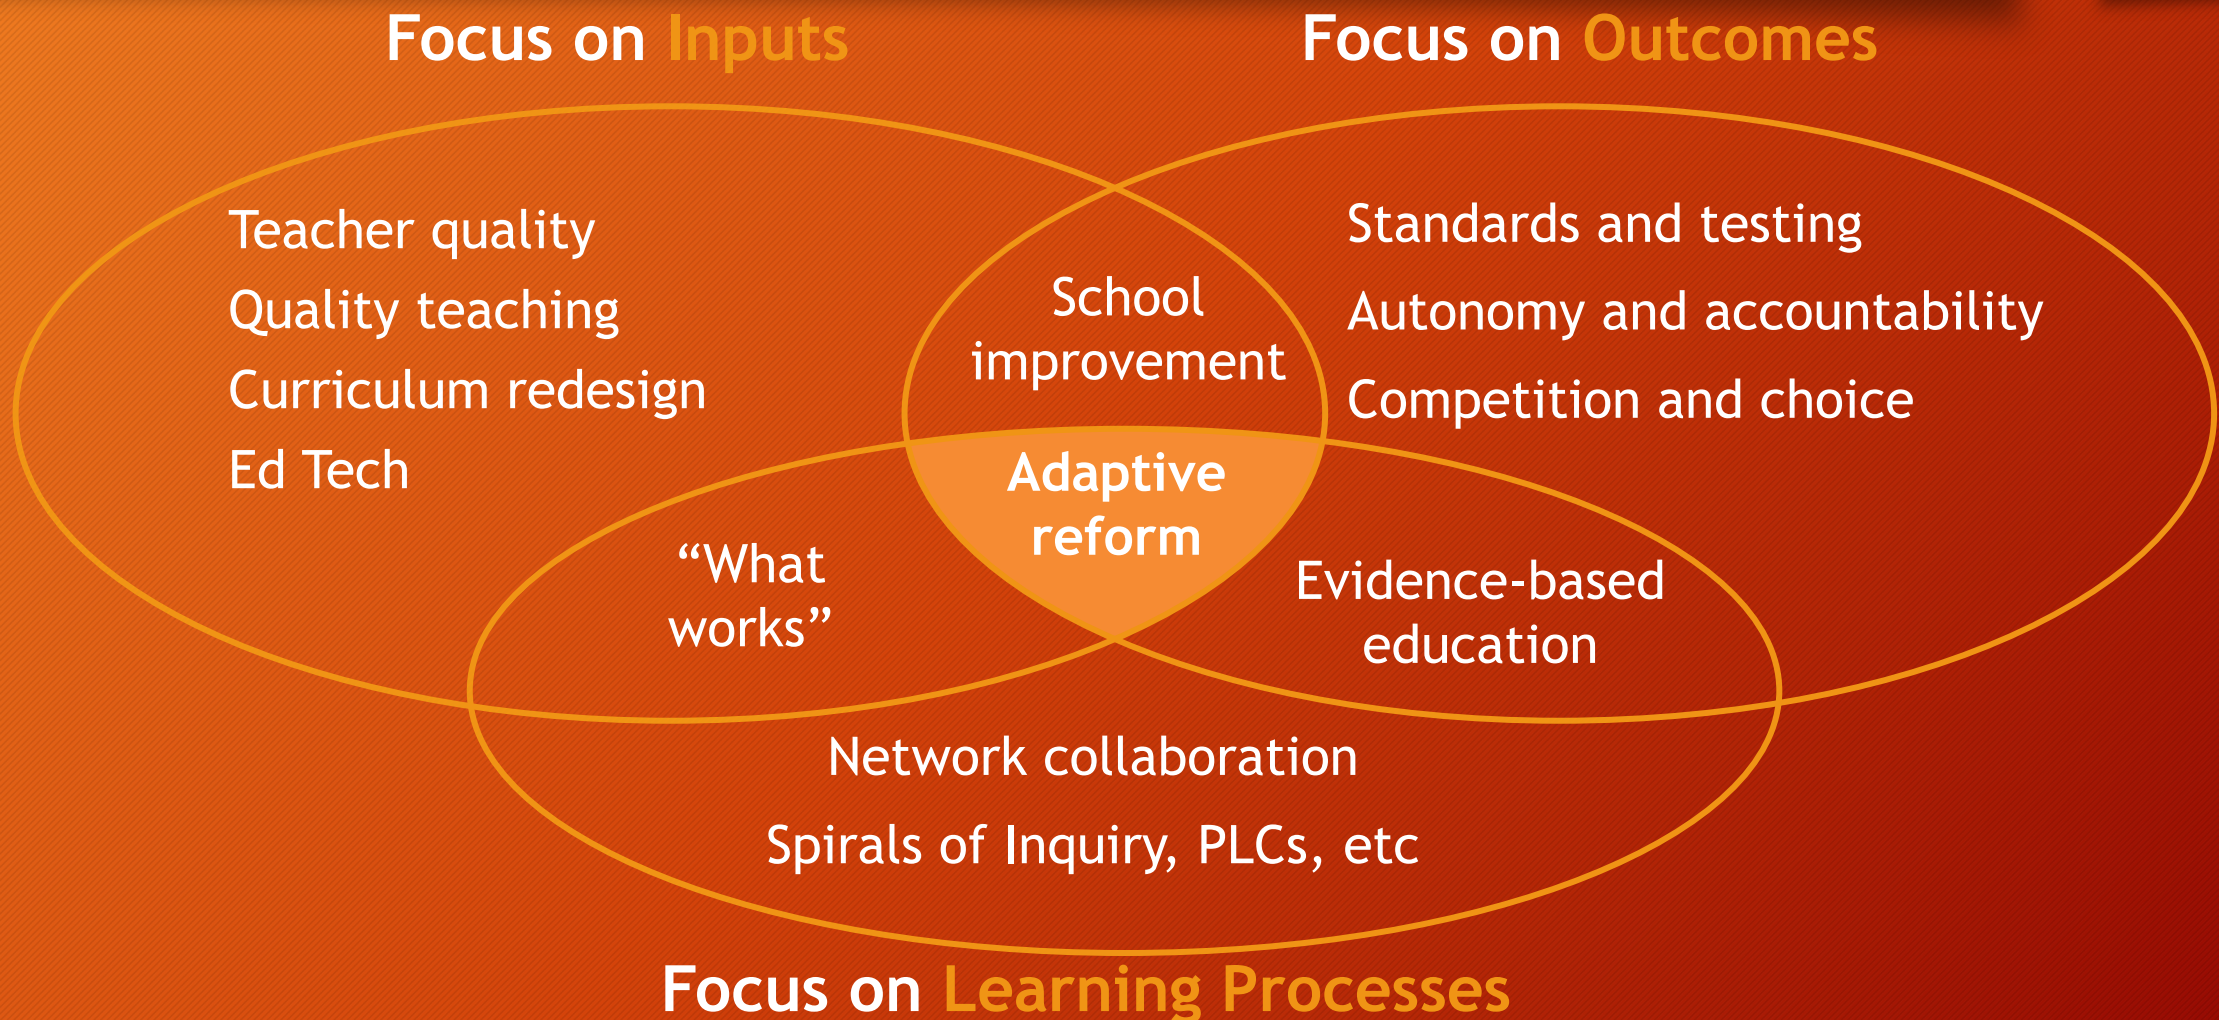 Focus on Inputs
Focus on Outcomes
Teacher quality
Quality teaching
Curriculum redesign
Ed Tech
School
improvement
Standards and testing
Autonomy and accountability
Competition and choice
Adaptive
reform
“What
works”
Evidence-based
education
Network collaboration
Spirals of Inquiry, PLCs, etc
Focus on Learning Processes